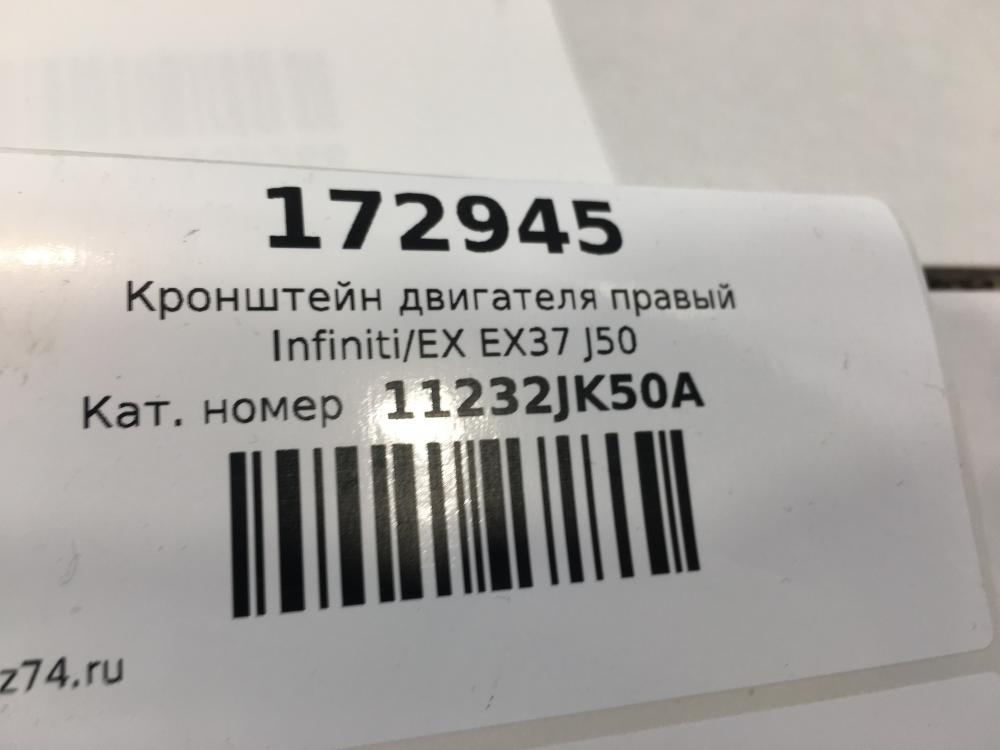 172945
Кронштейн двигателя правый
Infiniti/EX EX37 J50
Кат. номер 11232JK50A
z74.ru